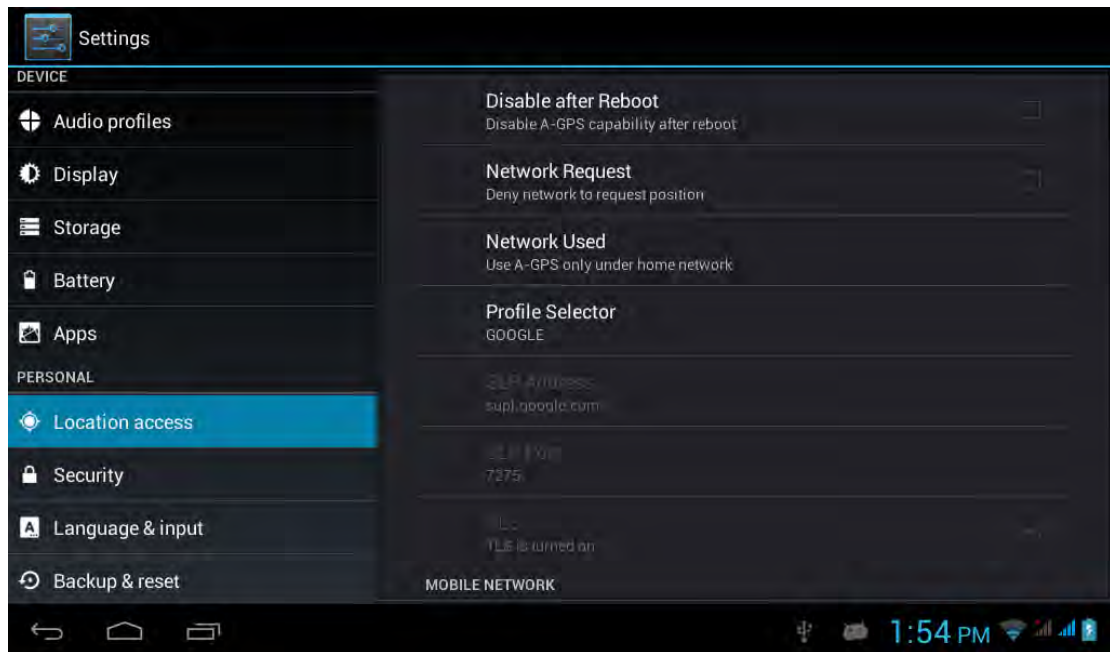 Settings
DEVICE
Audio profiles
Display
Storage
Battery
Apps
PERSONAL
Location access
Security
Language & input
Backup & reset
Disable after Reboot
Disable A-GPS capability after reboot
Network Request
Deny network to request position
Network Used
Use A-GPS only under home network
Profile Selector
GOOGLE
SLP Address
supl.google.com
SLP Port
7275
TLS is turned on
MOBILE NETWORK
1:54 PM